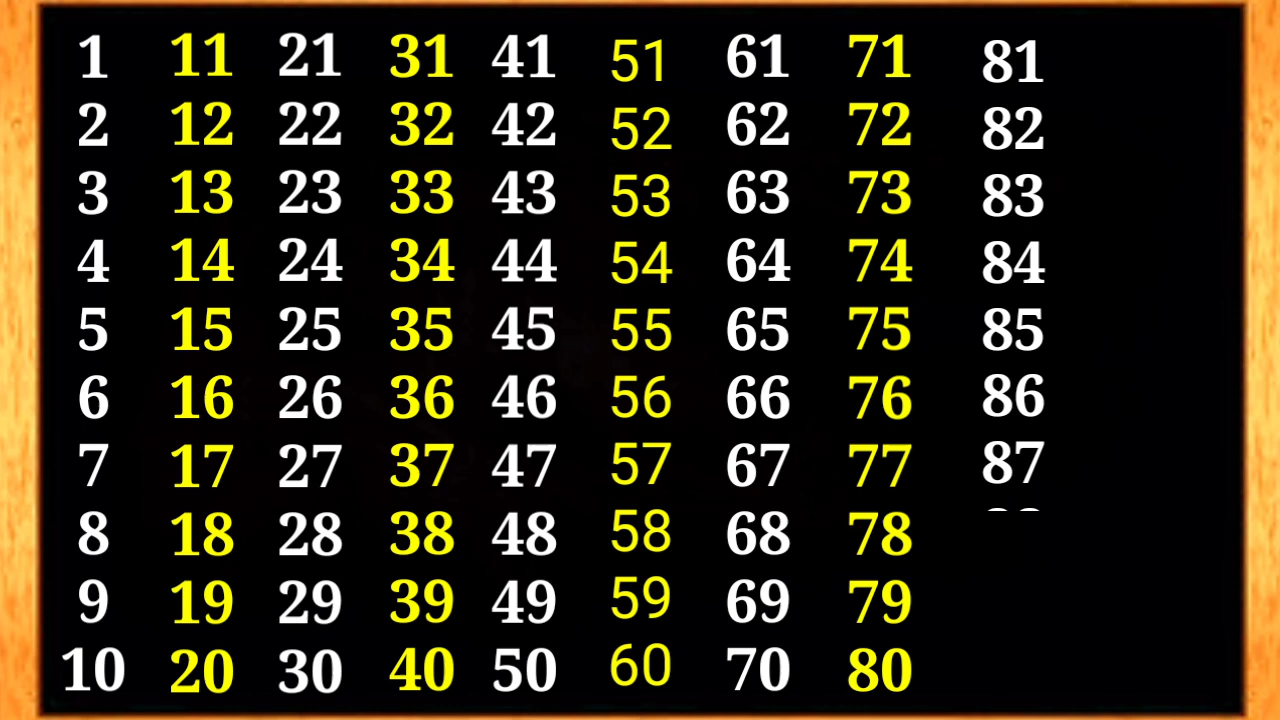 1 11 21 31 41 51 61 71 81
2 12 22 32 42 52 62 72 82
3 13 23 33 43 53 63 73 83
4 14 24 34 44 54 64 74 84
5 15 25 35 45 55 65 75 85
6 16 26 36 46 56 66 76 86
7 17 27 37 47 57 67 77 87
8 18 28 38 48 58 68 78
9 19 29 39 49 59 69 79
10 20 30 40 50 60 70 80